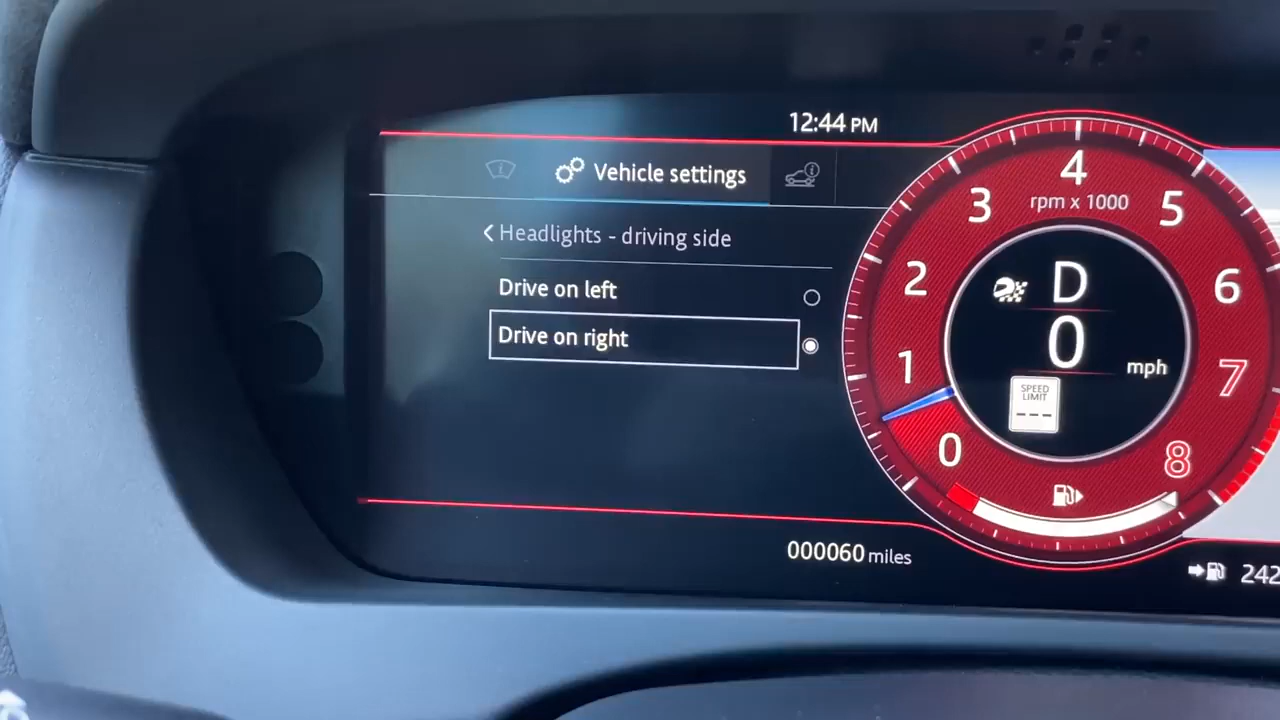 12:44 PM
Vehicle settings
Headlights - driving side
Drive on left
Drive on right
000060 miles
0
1
2
3
4
5
6
7
8
rpm x 1000
D
0
mph
SPEED
LIMIT
---
242